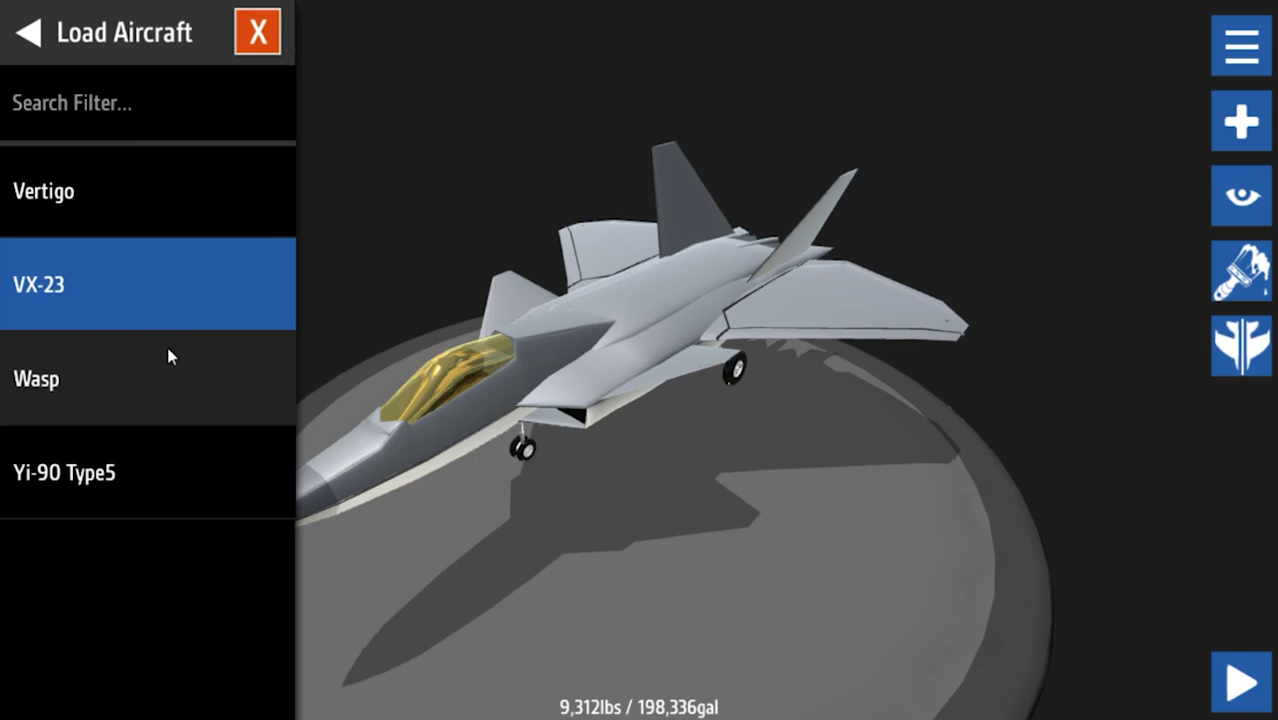 Load Aircraft
X
Search Filter...
Vertigo
VX-23
Wasp
Yi-90 Type5
9,312lbs / 198,336gal